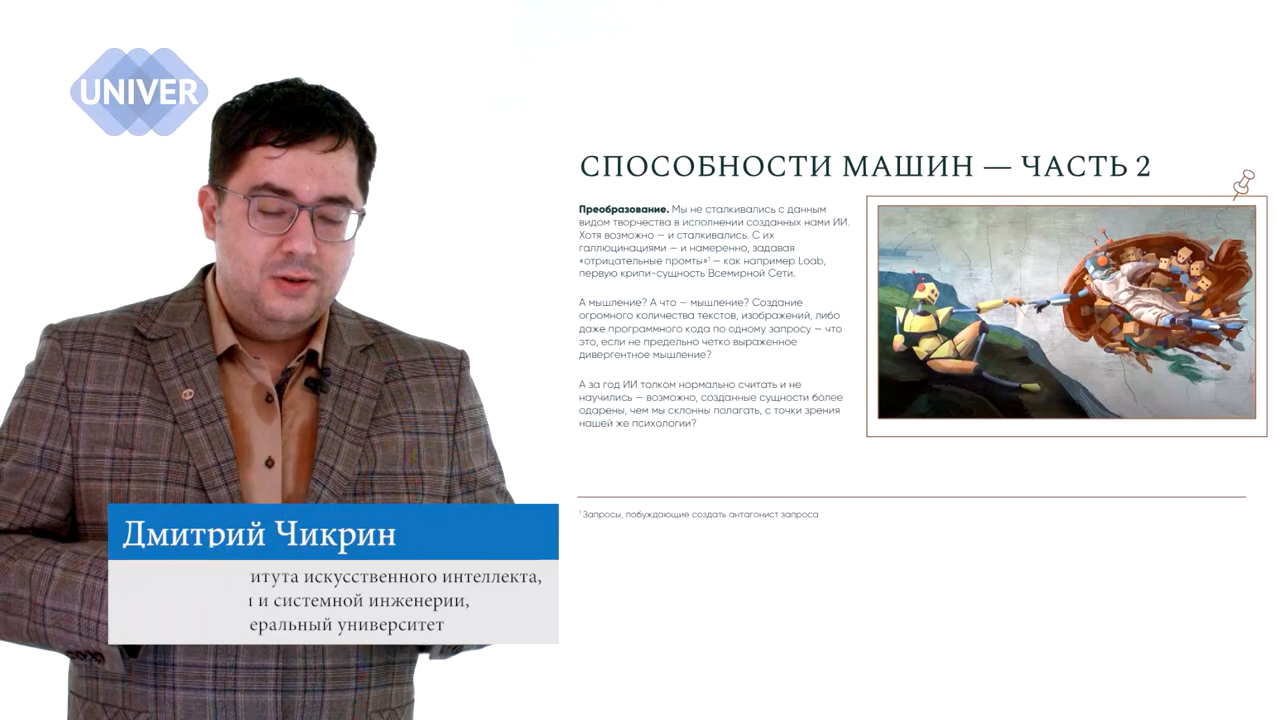 UNIVER
СПОСОБНОСТИ МАШИН — ЧАСТЬ 2
Преобразование. Мы не сталкивались с данным
видом творчества в исполнении созданных нами ИИ.
Хотя возможно — и сталкивались. С их
галлюцинациями — и намеренно, задавая
«отрицательные промты»¹ — как например Loab,
первую крипи-сущность Всемирной Сети.
А мышление? А что — мышление? Создание
огромного количества текстов, изображений, либо
даже программного кода по одному запросу — что
это, если не предельно четко выраженное
дивергентное мышление?
А за год ИИ толком нормально считать и не
научились — возможно, созданные сущности более
одарены, чем мы склонны полагать, с точки зрения
нашей же психологии?
¹ Запросы, побуждающие создать антагонист запроса
Дмитрий Чикрин
итута искусственного интеллекта,
и системной инженерии,
еральный университет